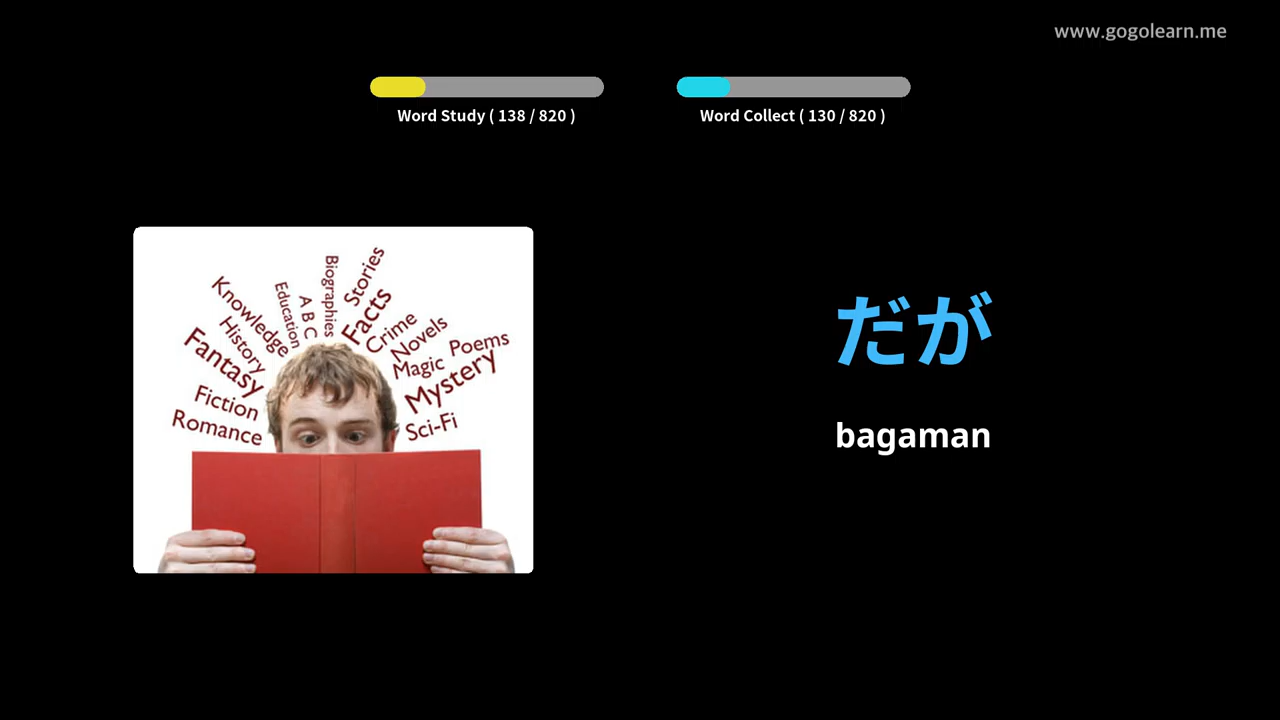 www.gogolearn.me
Word Study ( 138 / 820 )
Word Collect ( 130 / 820 )
Biographies
Stories
Education
A B C
Facts
Knowledge
History
Crime
Novels
Poems
Fantasy
Magic
Mystery
Fiction
Romance
Sci-Fi
だが
bagaman